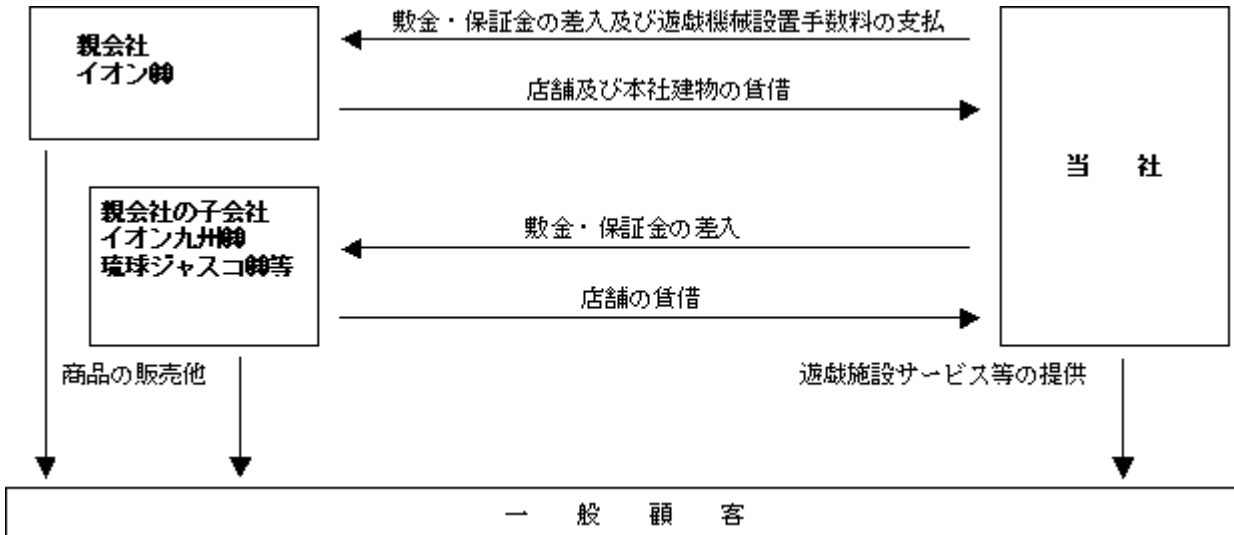 敷金・保証金の差入及び遊戯機械設置手数料の支払
親会社
イオン㈱
店舗及び本社建物の賃借
当　社
親会社の子会社
イオン九州㈱
琉球ジャスコ㈱等
敷金・保証金の差入
店舗の賃借
商品の販売他
遊戯施設サービス等の提供
一　般　顧　客